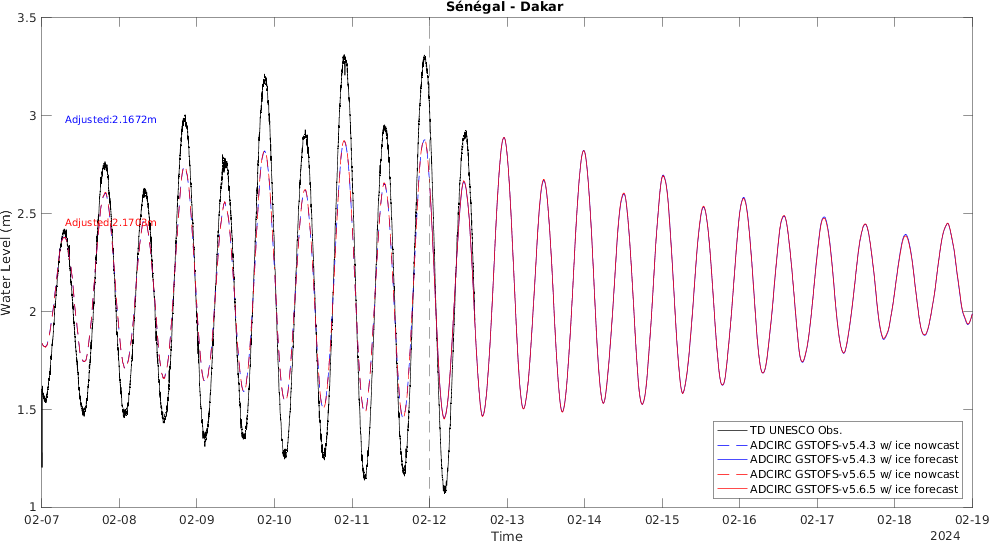 Sénégal - Dakar
3.5
3
2.5
2
1.5
1
Water Level (m)
Adjusted:2.1672m
Adjusted:2.1703m
TD UNESCO Obs.
ADCIRC GSTOFS-v5.4.3 w/ ice nowcast
ADCIRC GSTOFS-v5.4.3 w/ ice forecast
ADCIRC GSTOFS-v5.6.5 w/ ice nowcast
ADCIRC GSTOFS-v5.6.5 w/ ice forecast
02-07 02-08 02-09 02-10 02-11 02-12 02-13 02-14 02-15 02-16 02-17 02-18 02-19
Time
2024